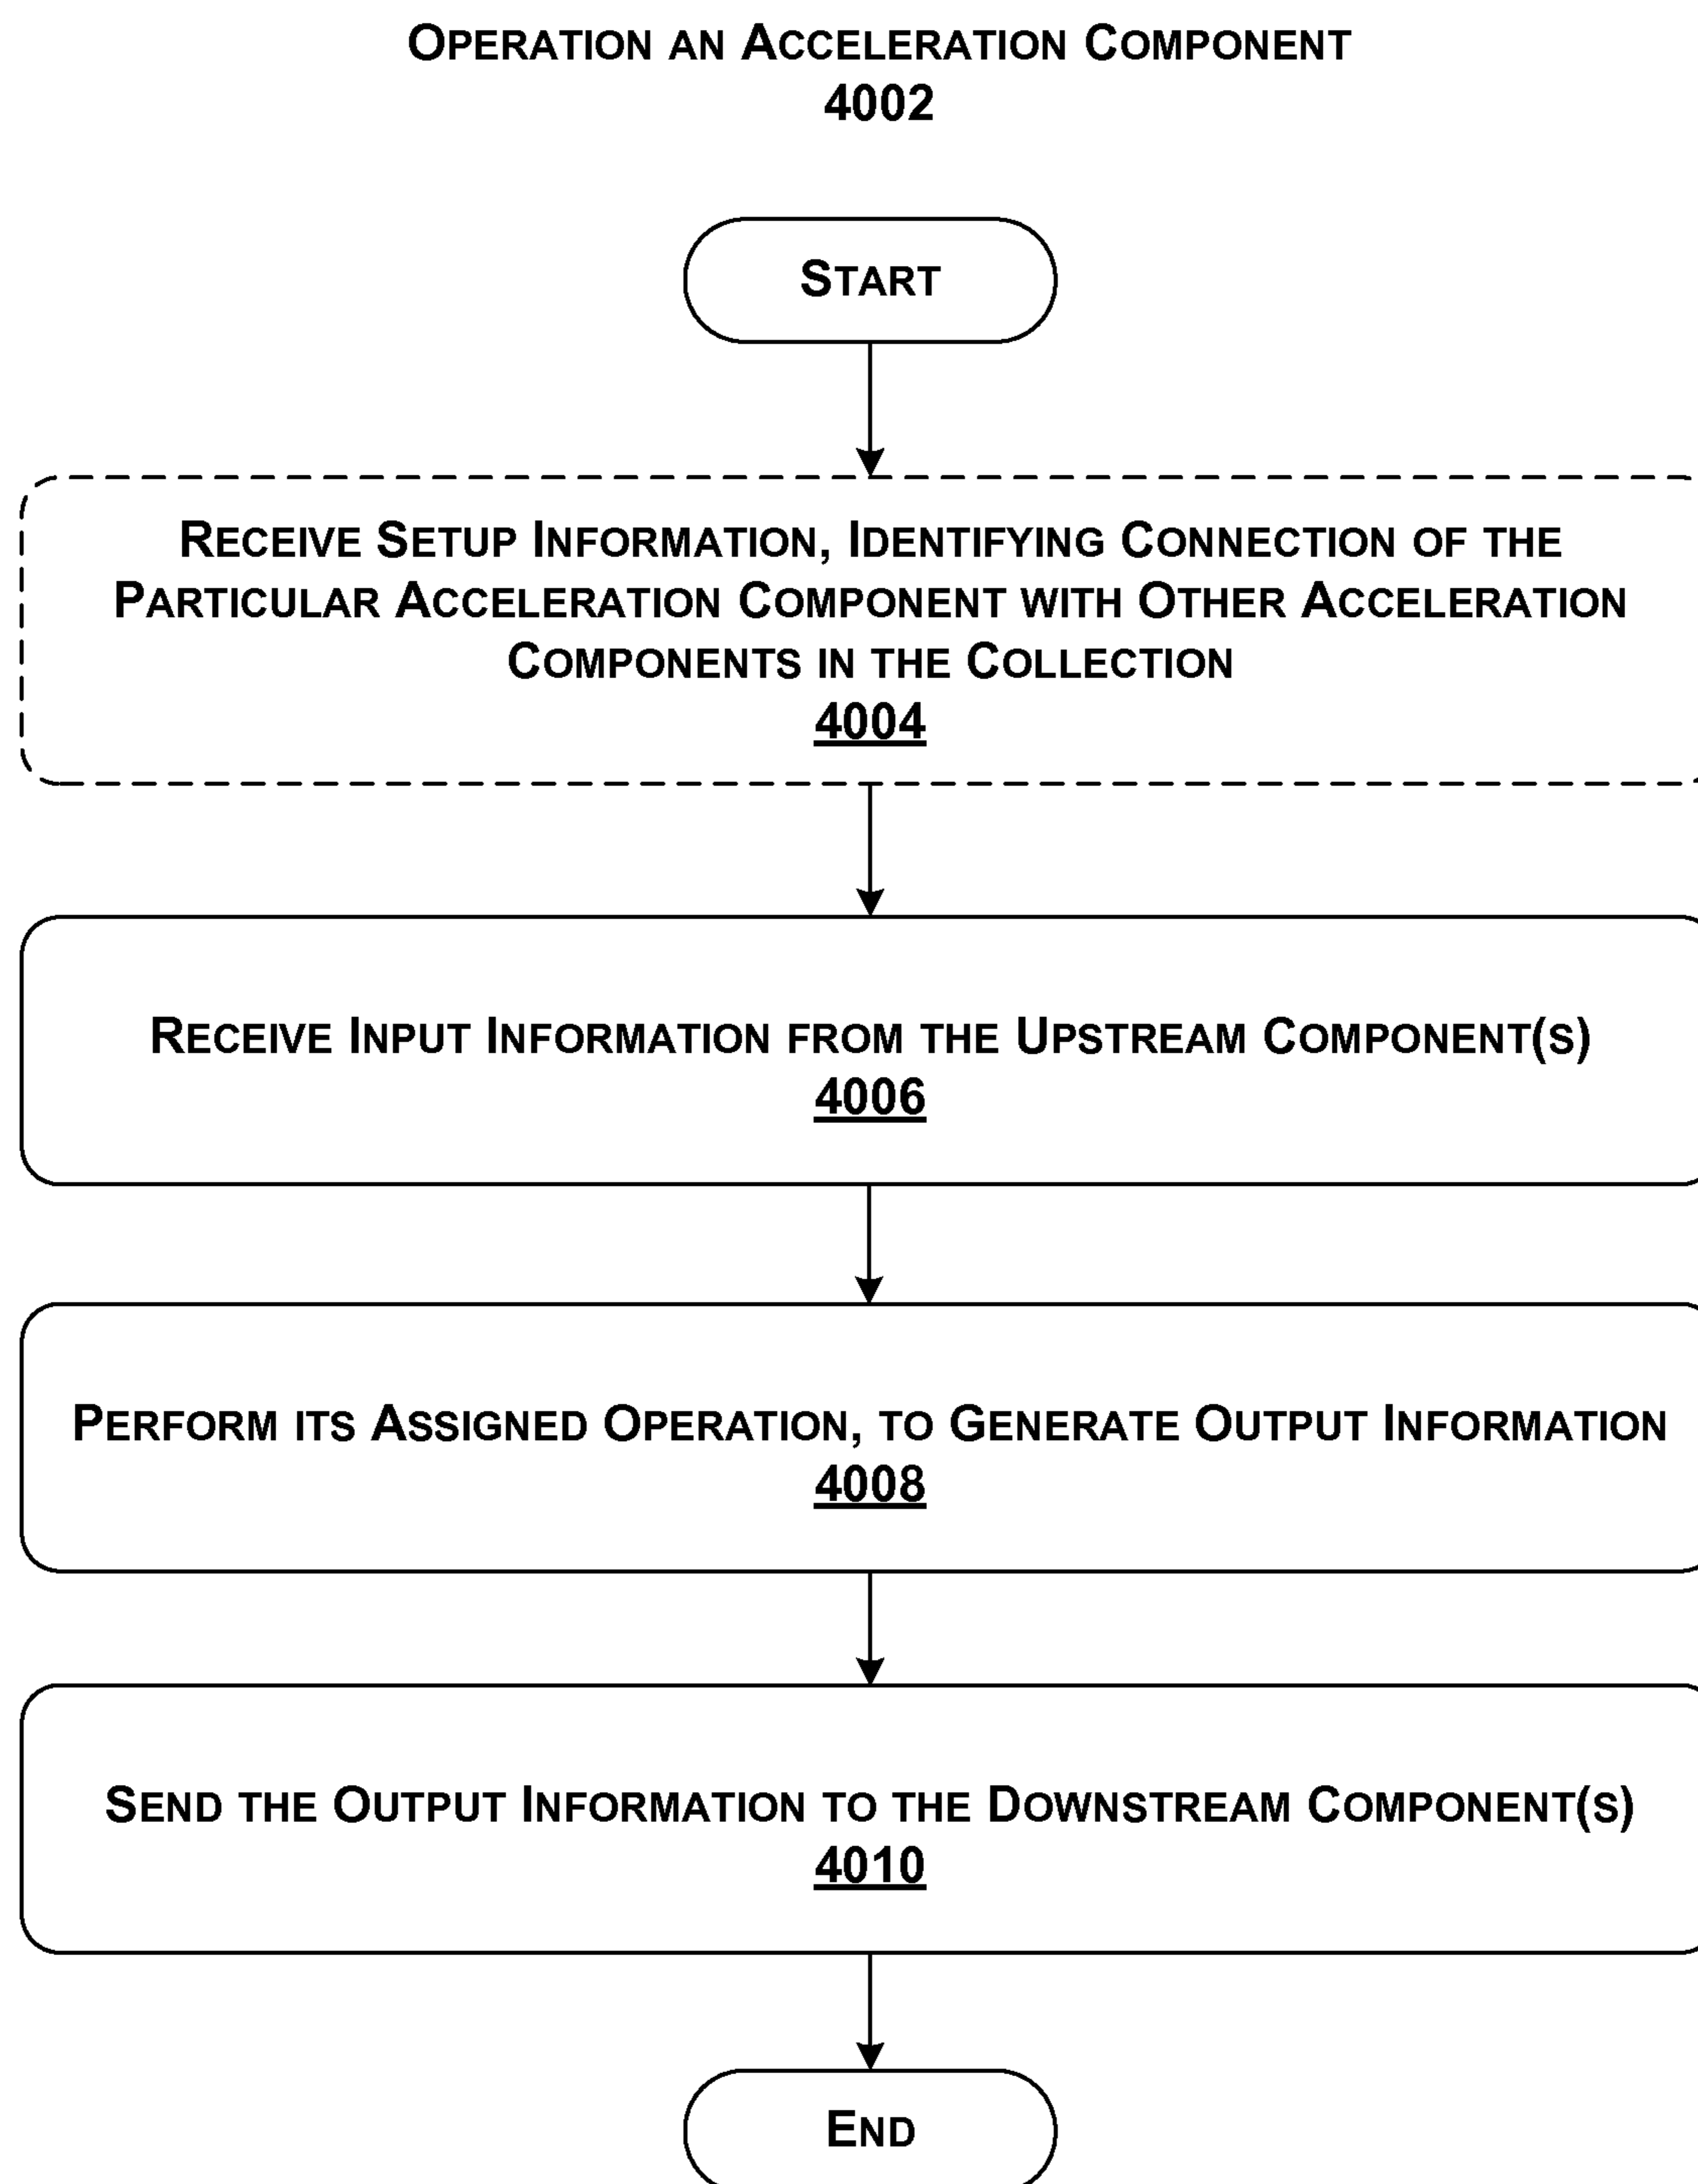 OPERATION AN ACCELERATION COMPONENT
4002
START
RECEIVE SETUP INFORMATION, IDENTIFYING CONNECTION OF THE
PARTICULAR ACCELERATION COMPONENT WITH OTHER ACCELERATION
COMPONENTS IN THE COLLECTION
4004
RECEIVE INPUT INFORMATION FROM THE UPSTREAM COMPONENT(S)
4006
PERFORM ITS ASSIGNED OPERATION, TO GENERATE OUTPUT INFORMATION
4008
SEND THE OUTPUT INFORMATION TO THE DOWNSTREAM COMPONENT(S)
4010
END